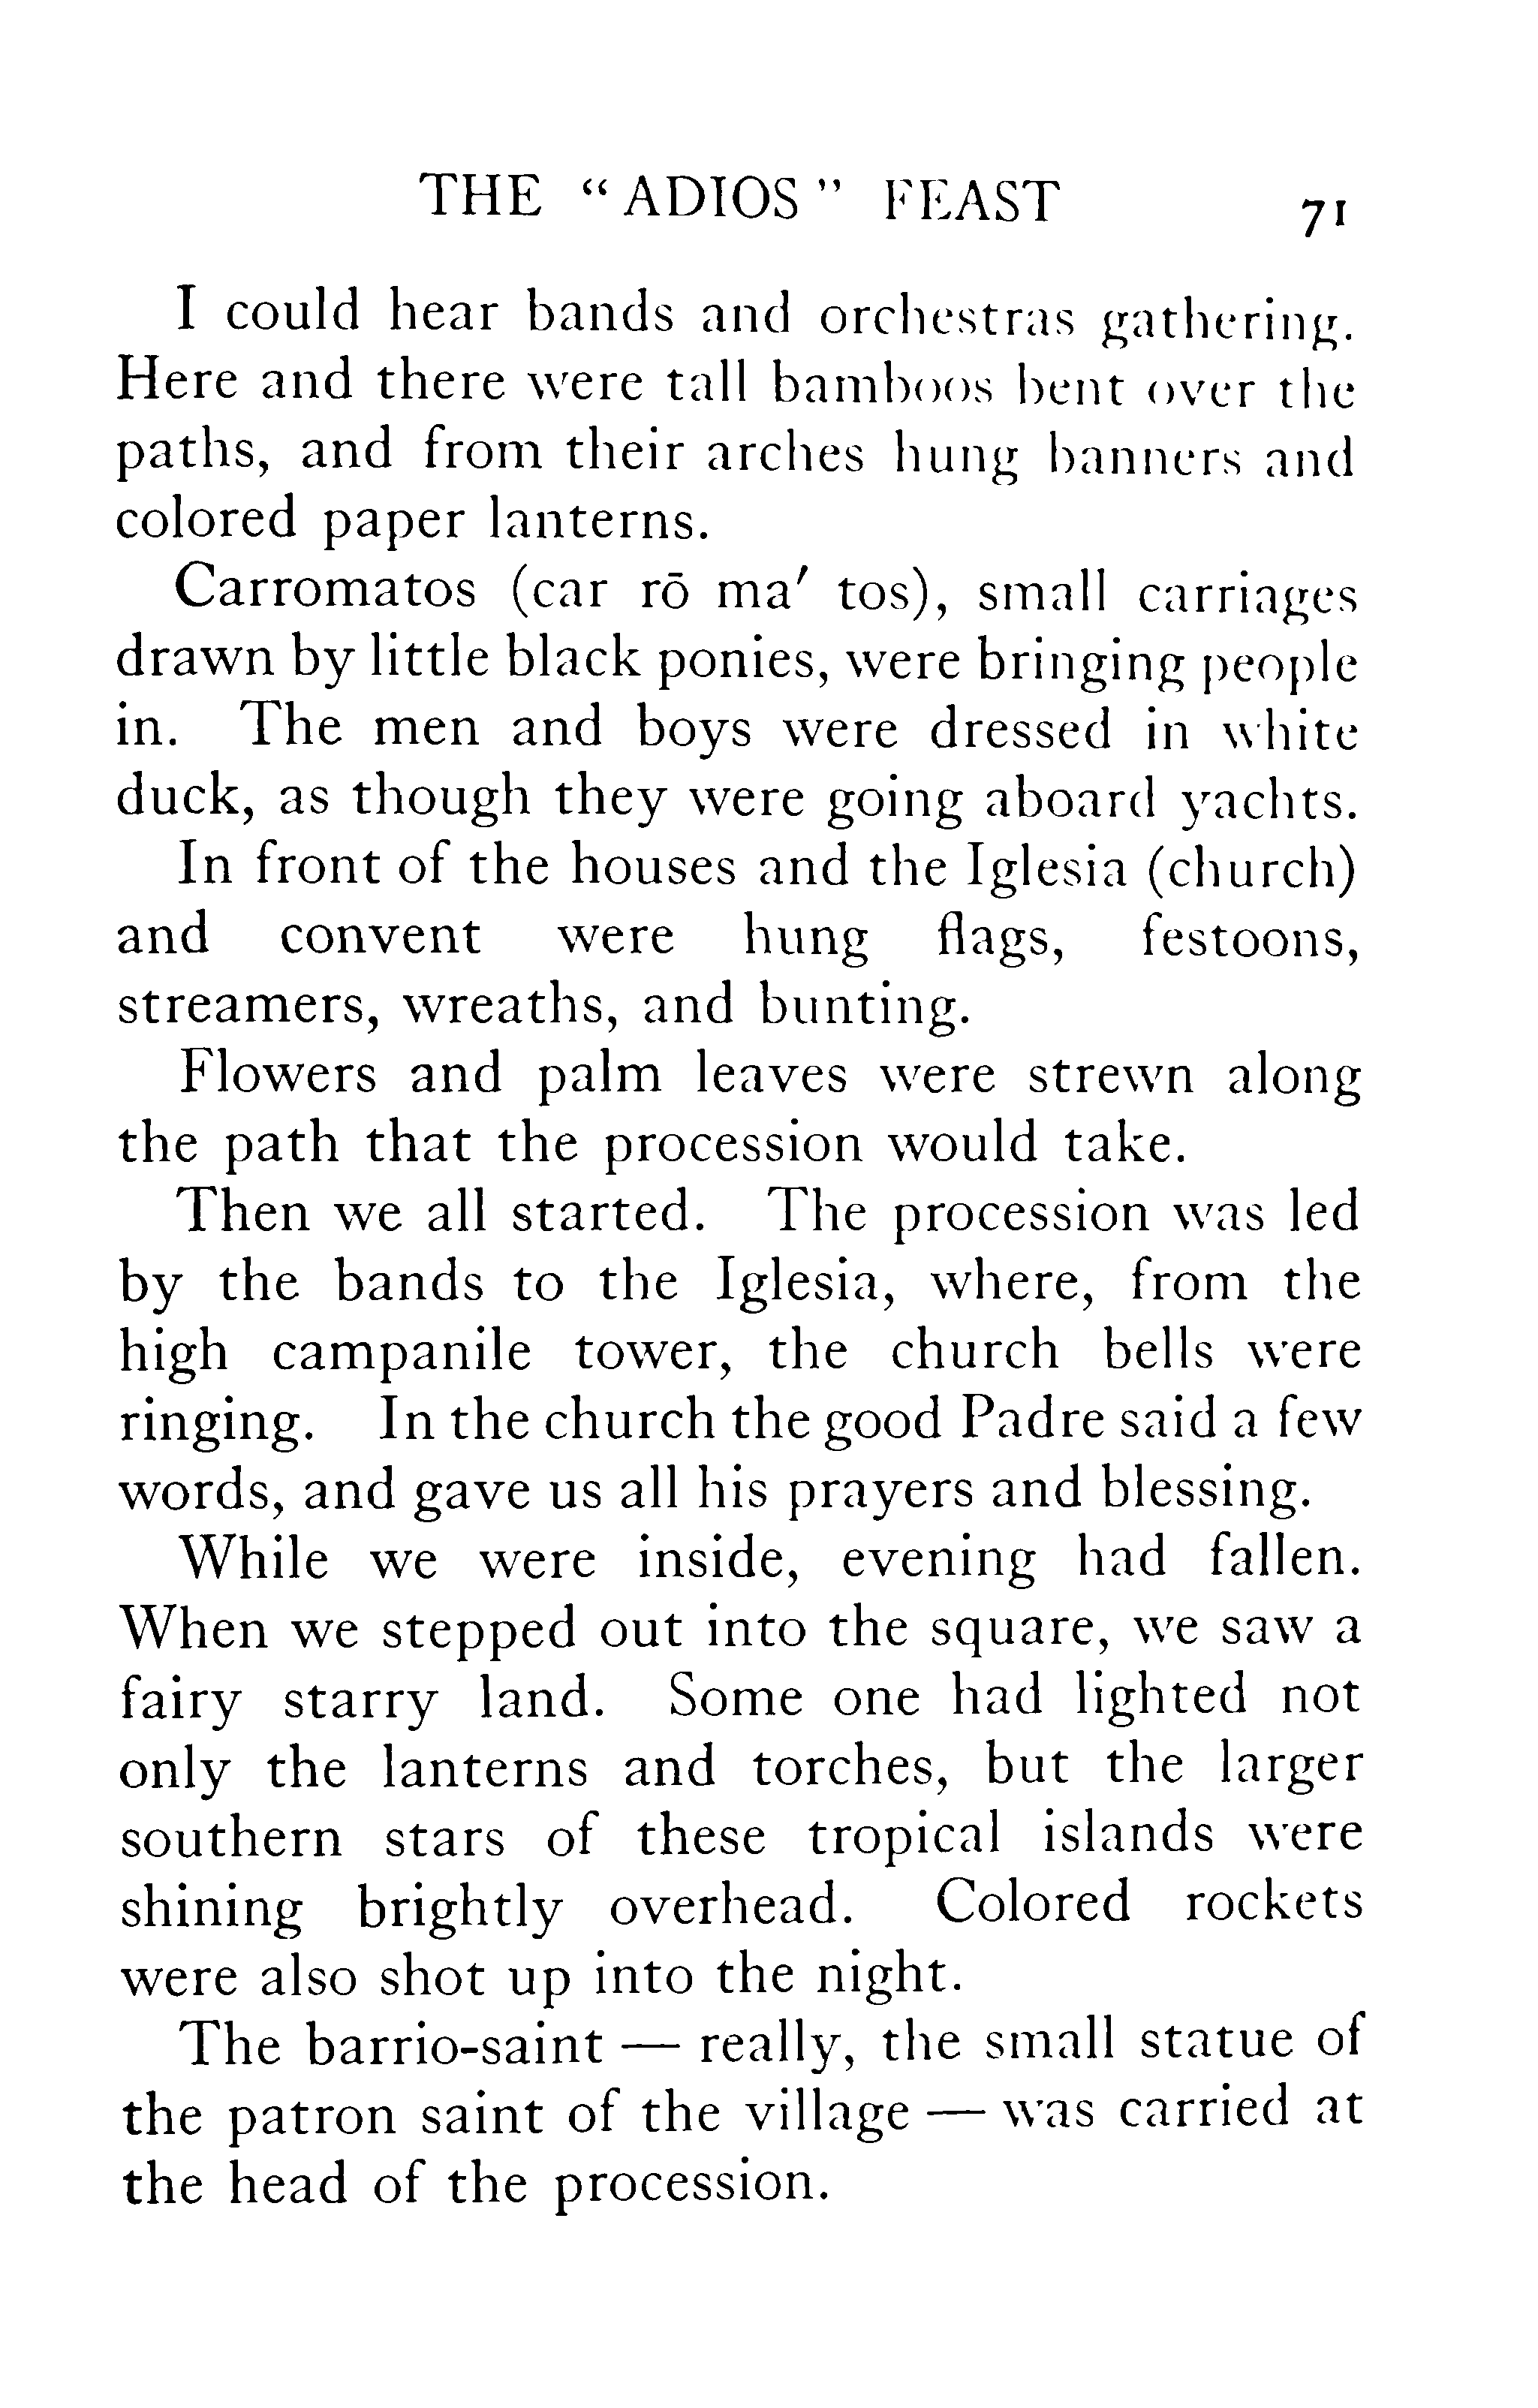 THE " ADIOS " FEAST 71
I could hear bands and orchestras gathering.
Here and there were tall bamboos bent over the
paths, and from their arches hung banners and
colored paper lanterns.
Carromatos (car rō ma′ tos), small carriages
drawn by little black ponies, were bringing people
in. The men and boys were dressed in white
duck, as though they were going aboard yachts.
In front of the houses and the Iglesia (church)
and convent were hung flags, festoons,
streamers, wreaths, and bunting.
Flowers and palm leaves were strewn along
the path that the procession would take.
Then we all started. The procession was led
by the bands to the Iglesia, where, from the
high campanile tower, the church bells were
ringing. In the church the good Padre said a few
words, and gave us all his prayers and blessing.
While we were inside, evening had fallen.
When we stepped out into the square, we saw a
fairy starry land. Some one had lighted not
only the lanterns and torches, but the larger
southern stars of these tropical islands were
shining brightly overhead. Colored rockets
were also shot up into the night.
The barrio-saint — really, the small statue of
the patron saint of the village — was carried at
the head of the procession.